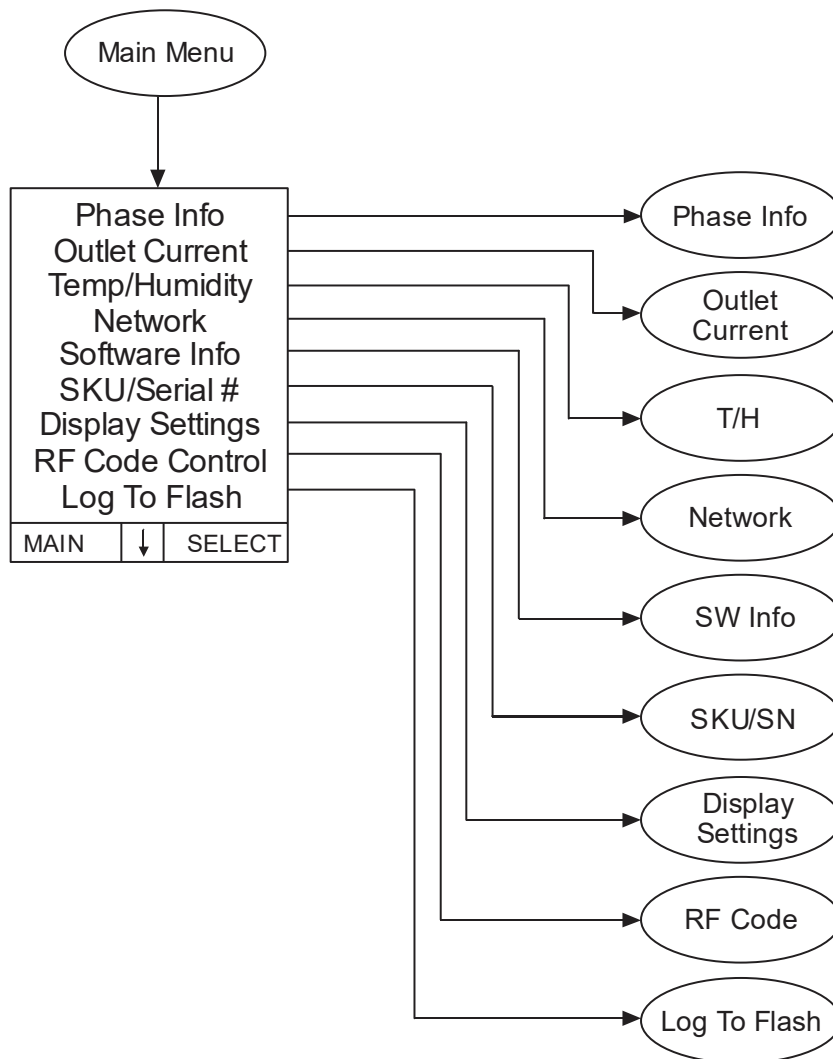 Main Menu
Phase Info
Outlet Current
Temp/Humidity
Network
Software Info
SKU/Serial #
Display Settings
RF Code Control
Log To Flash
MAIN ↓ SELECT
Phase Info
Outlet
Current
T/H
Network
SW Info
SKU/SN
Display
Settings
RF Code
Log To Flash